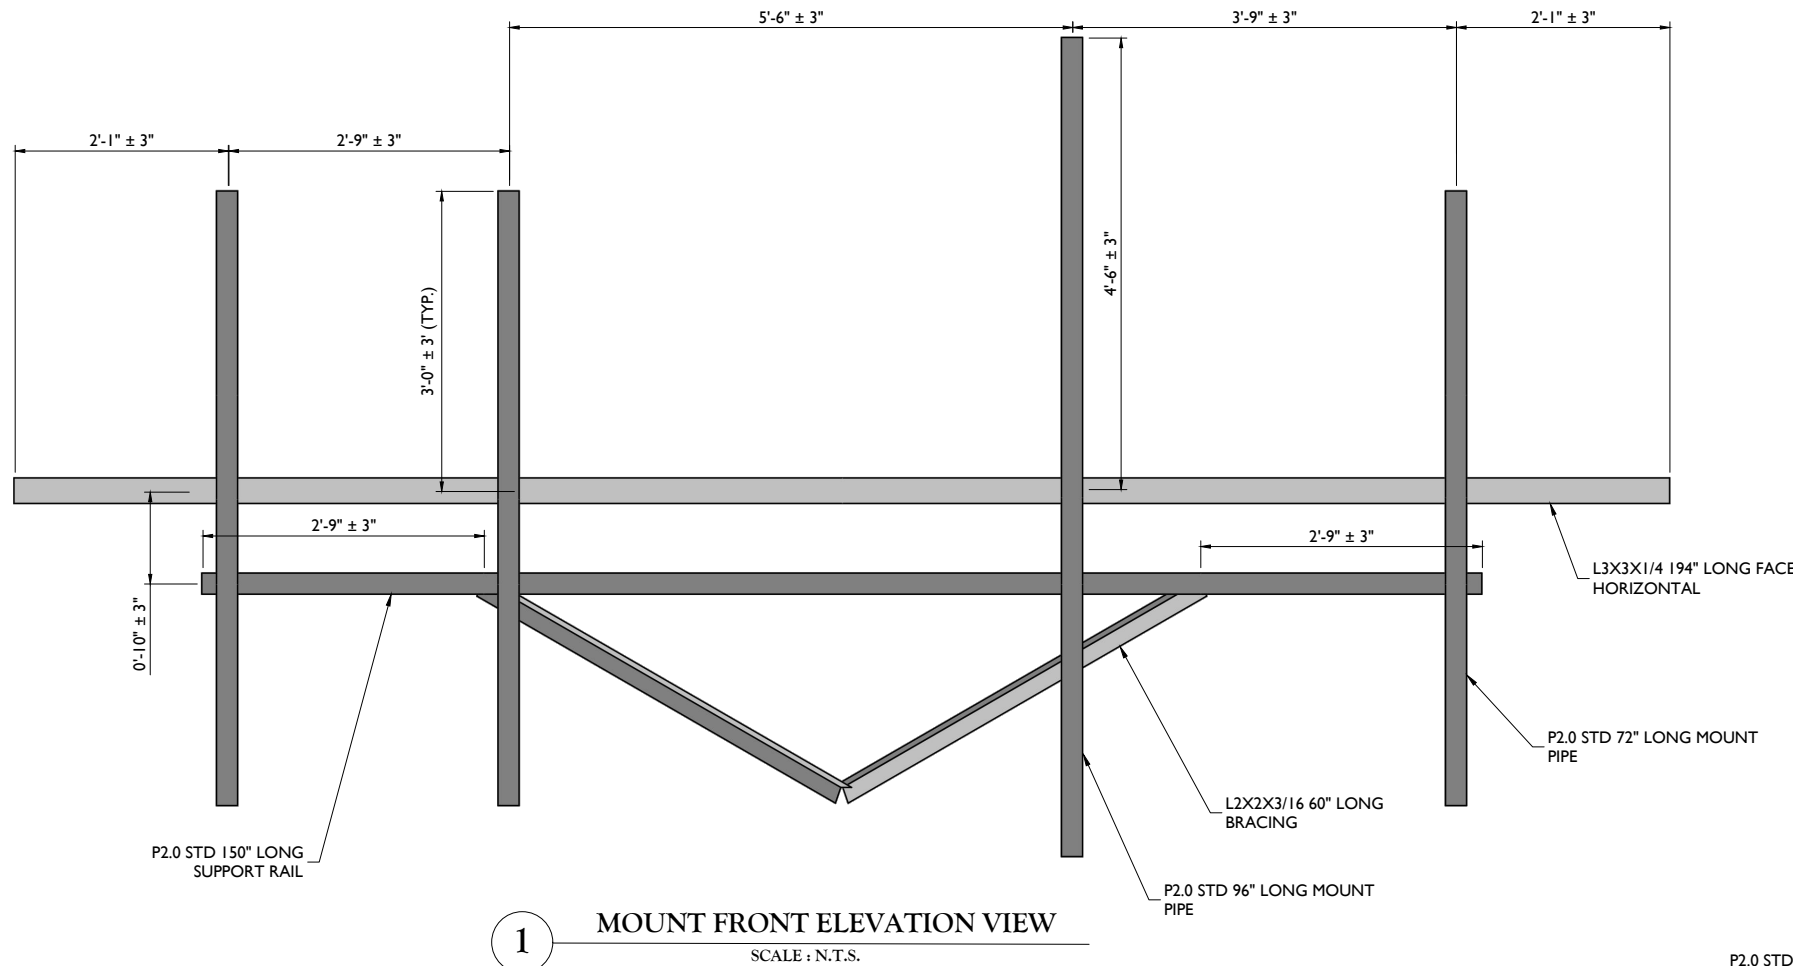 5'-6" ± 3"
3'-9" ± 3"
2'-1" ± 3"
2'-1" ± 3"
2'-9" ± 3"
4'-6" ± 3"
3'-0" ± 3' (TYP.)
2'-9" ± 3"
2'-9" ± 3"
0'-10" ± 3"
L3X3X1/4 194" LONG FACE
HORIZONTAL
P2.0 STD 72" LONG MOUNT
PIPE
L2X2X3/16 60" LONG
BRACING
P2.0 STD 150" LONG
SUPPORT RAIL
P2.0 STD 96" LONG MOUNT
PIPE
1
MOUNT FRONT ELEVATION VIEW
SCALE : N.T.S.
P2.0 STD